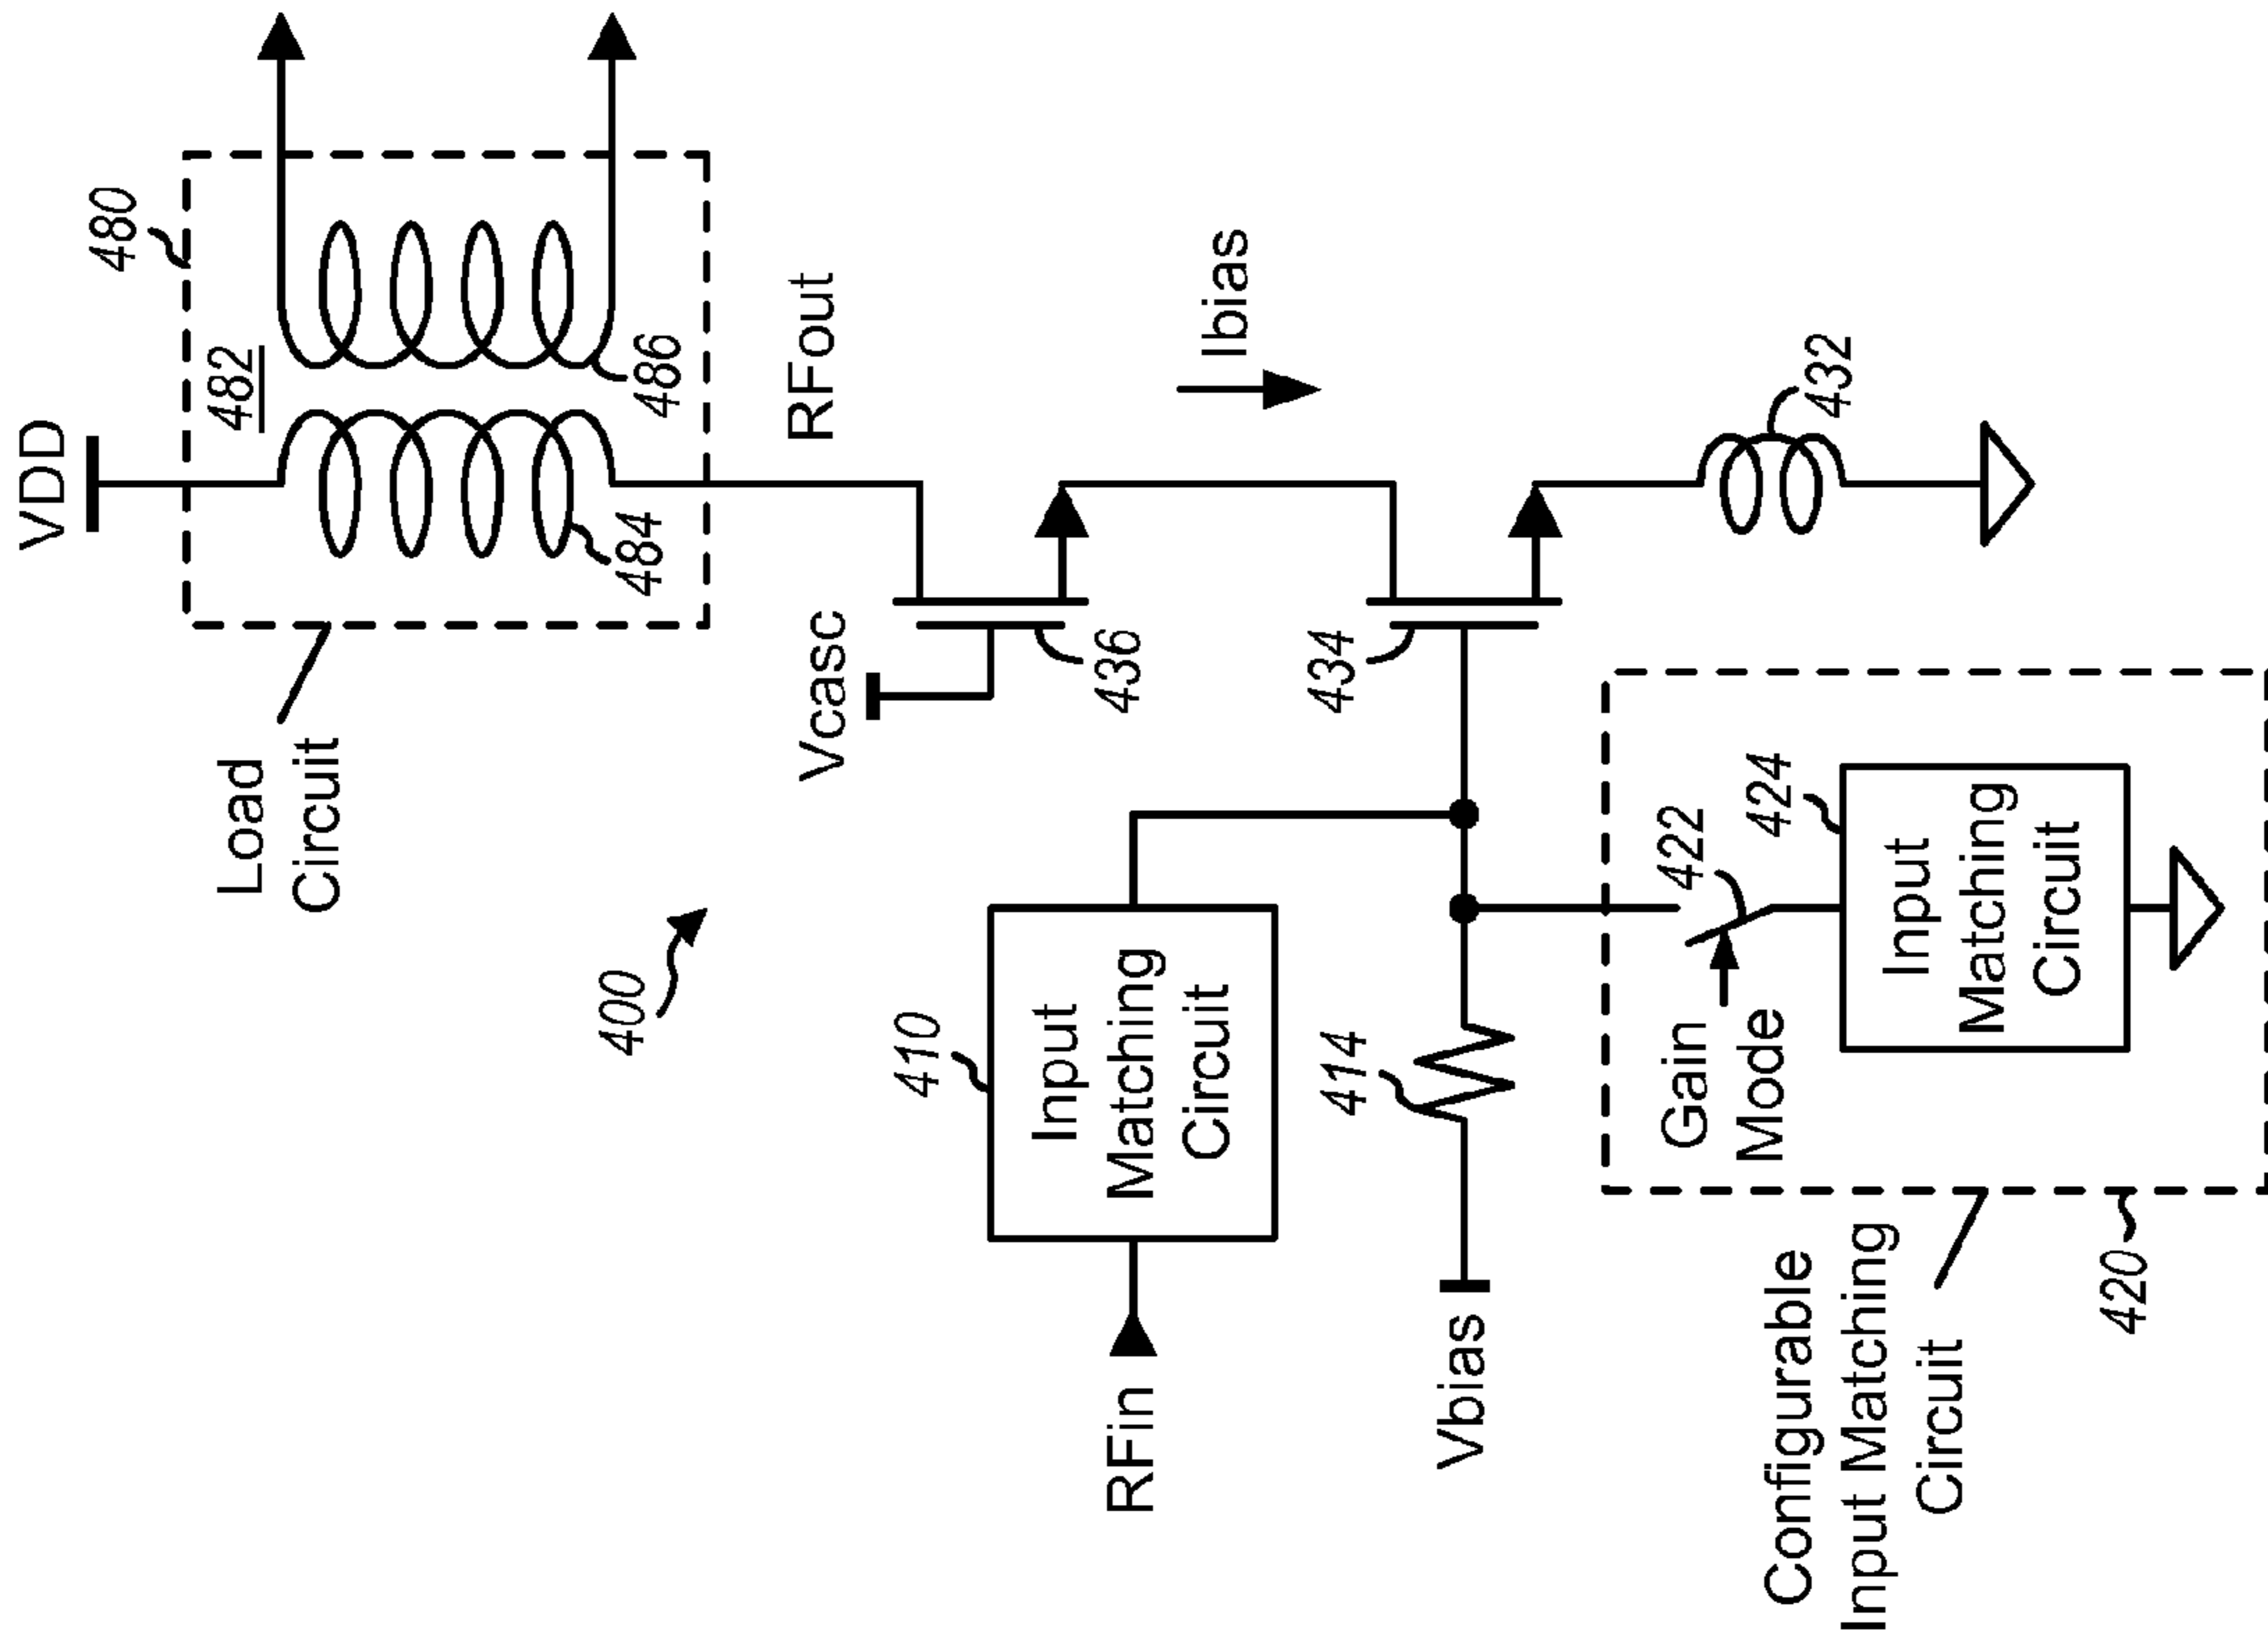 VDD
480
482
486
484
Load
Circuit
RFout
Vcasc
436
400
Ibias
410
Input
Matching
Circuit
RFin
434
414
Vbias
432
Gain
Mode
422
424
Input
Matching
Circuit
Configurable
Input Matching
Circuit
420